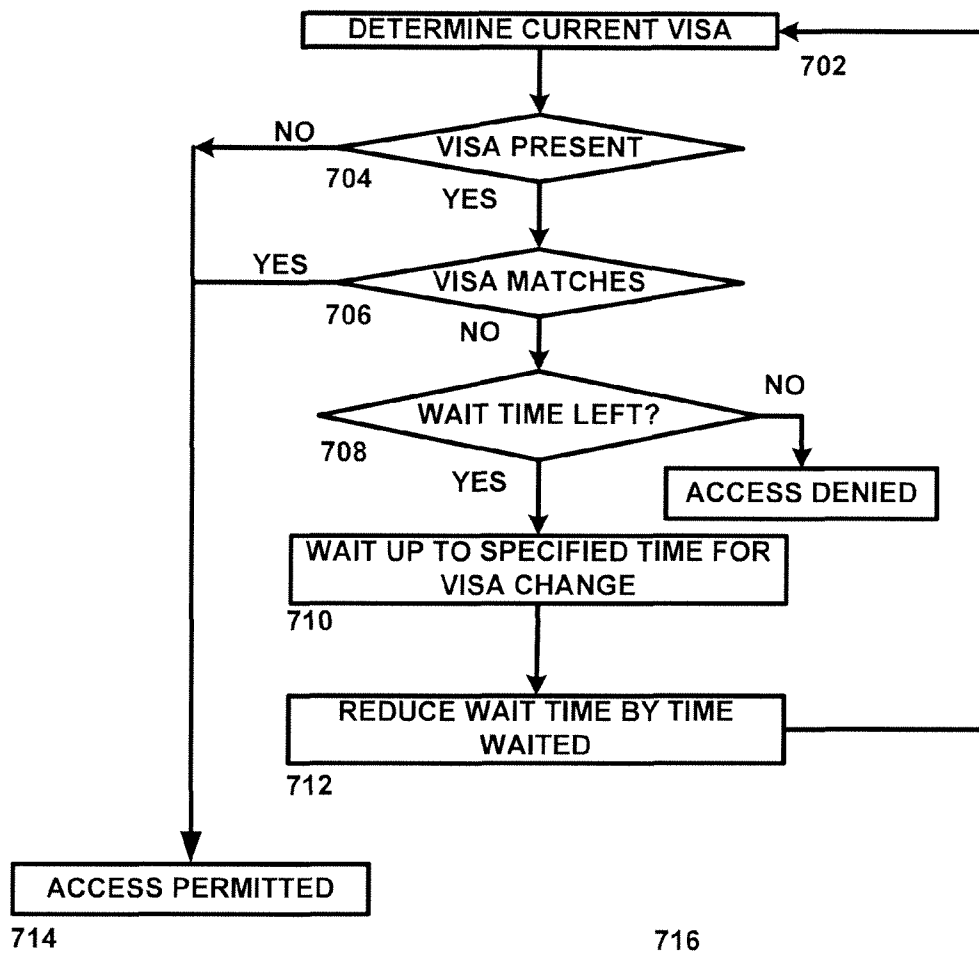 DETERMINE CURRENT VISA
702
NO
VISA PRESENT
704
YES
YES
VISA MATCHES
706
NO
NO
WAIT TIME LEFT?
708
YES
ACCESS DENIED
WAIT UP TO SPECIFIED TIME FOR
VISA CHANGE
710
REDUCE WAIT TIME BY TIME
WAITED
712
ACCESS PERMITTED
714
716